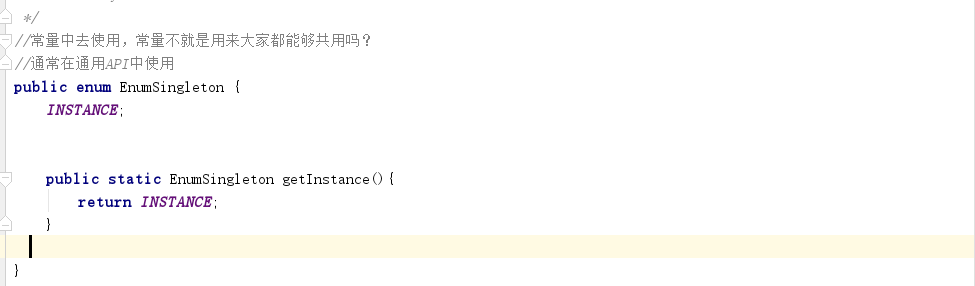 */
//常量中去使用，常量不就是用来大家都能够共用吗？
//通常在通用API中使用
public enum EnumSingleton {
INSTANCE;
public static EnumSingleton getInstance(){
return INSTANCE;
}
}